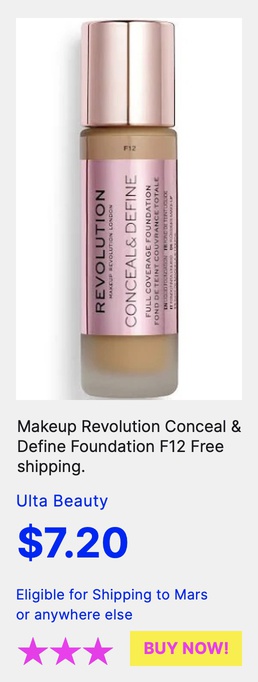 F12
REVOLUTION
MAKEUP REVOLUTION LONDON
CONCEAL&DEFINE
FULL COVERAGE FOUNDATION
FOND DE TEINT COUVRANCE TOTALE
Makeup Revolution Conceal &
Define Foundation F12 Free
shipping.
Ulta Beauty
$7.20
Eligible for Shipping to Mars
or anywhere else
BUY NOW!